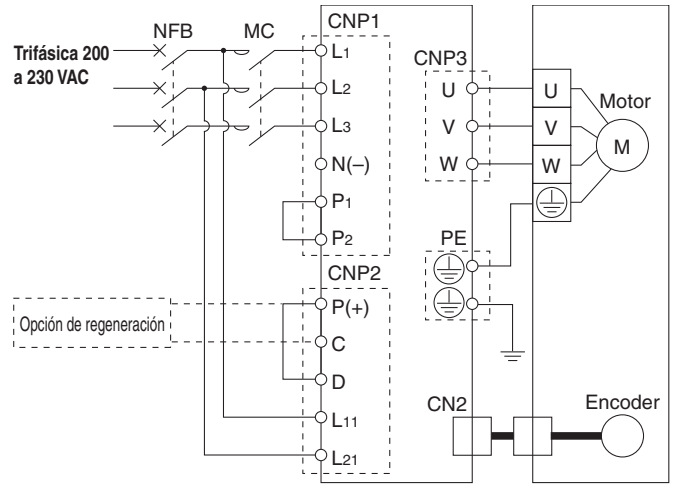 NFB
MC
CNP1
Trifásica 200
a 230 VAC
L1
L2
L3
N(–)
P1
P2
CNP2
Opción de regeneración
P(+)
C
D
L11
L21
CNP3
U
V
W
PE
CN2
U
V
W
Motor
M
Encoder